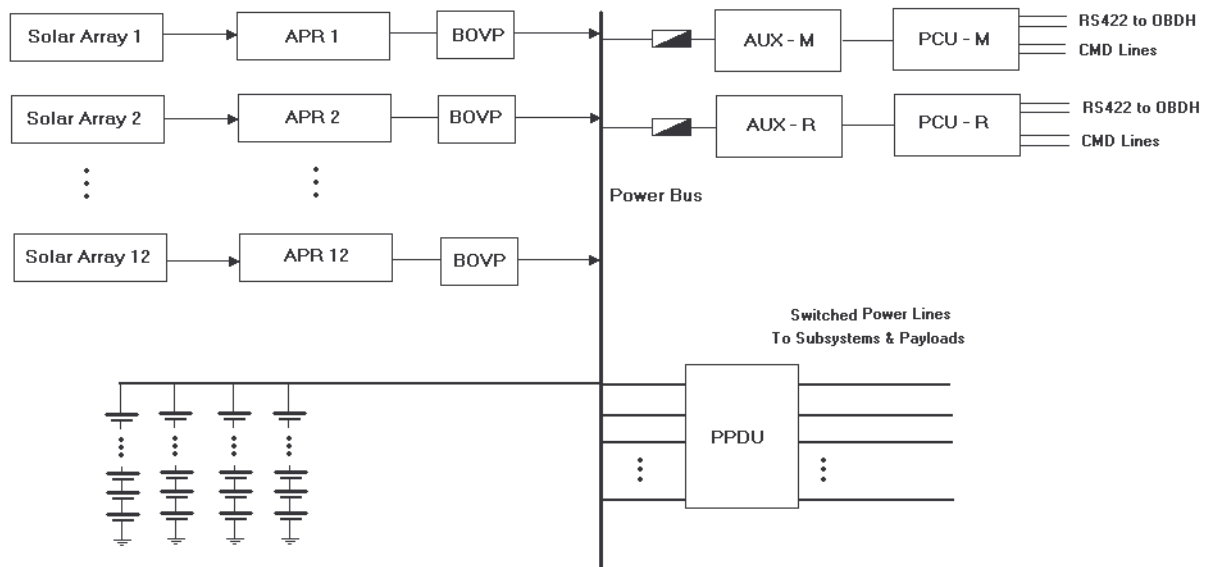 Solar Array 1
APR 1
BOVP
AUX - M
PCU - M
RS422 to OBDH
CMD Lines
Solar Array 2
APR 2
BOVP
AUX - R
PCU - R
RS422 to OBDH
CMD Lines
Power Bus
Solar Array 12
APR 12
BOVP
Switched Power Lines
To Subsystems & Payloads
PPDU